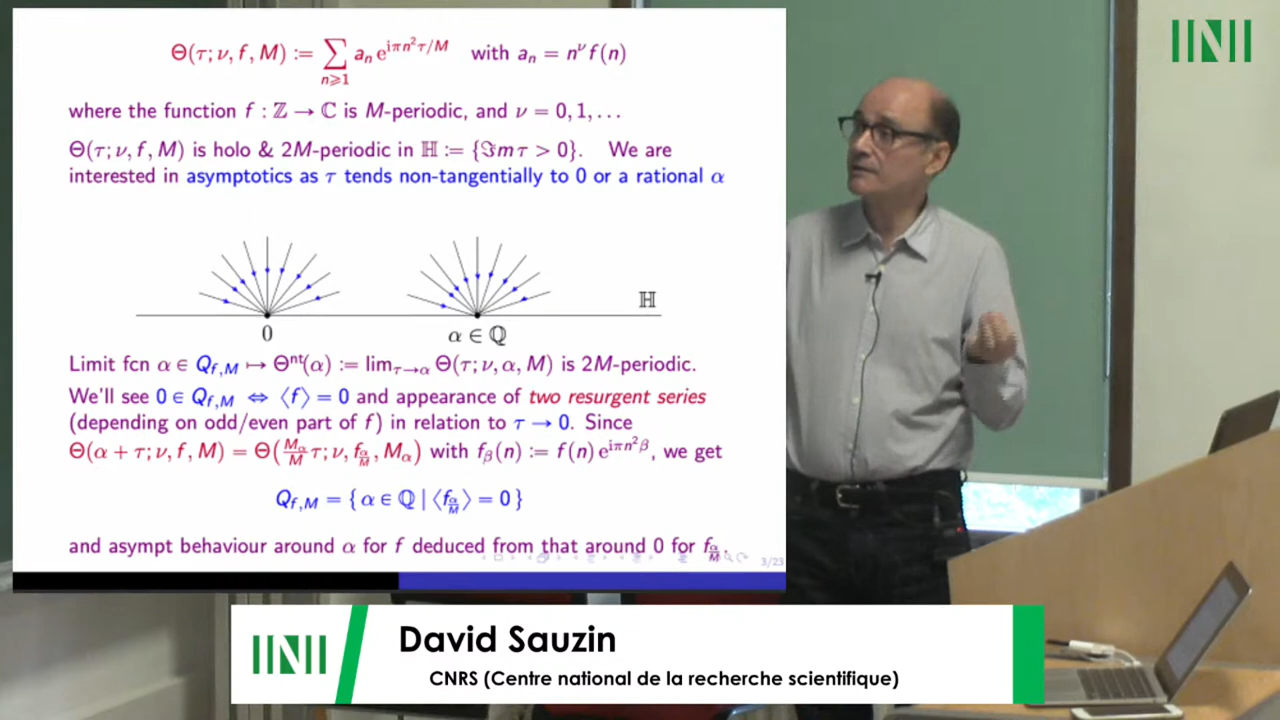 Θ(τ; ν, f, M) := ∑_{n⩾1} a_n e^{iπn²τ/M} with a_n = n^ν f(n)
where the function f : ℤ → ℂ is M-periodic, and ν = 0, 1, . . .
Θ(τ; ν, f, M) is holo & 2M-periodic in ℍ := {ℑm τ > 0}. We are
interested in asymptotics as τ tends non-tangentially to 0 or a rational α
ℍ
0
α ∈ ℚ
Limit fcn α ∈ Q_{f,M} ↦ Θ^{nt}(α) := lim_{τ→α} Θ(τ; ν, α, M) is 2M-periodic.
We'll see 0 ∈ Q_{f,M} ⇔ ⟨f⟩ = 0 and appearance of two resurgent series
(depending on odd/even part of f) in relation to τ → 0. Since
Θ(α + τ; ν, f, M) = Θ(\frac{M_α}{M}τ; ν, f_{\frac{α}{M}}, M_α) with f_β(n) := f(n) e^{iπn²β}, we get
Q_{f,M} = { α ∈ ℚ | ⟨f_{\frac{α}{M}}⟩ = 0 }
and asympt behaviour around α for f deduced from that around 0 for f_{\frac{α}{M}}.
3/23
INI
INI
David Sauzin
CNRS (Centre national de la recherche scientifique)